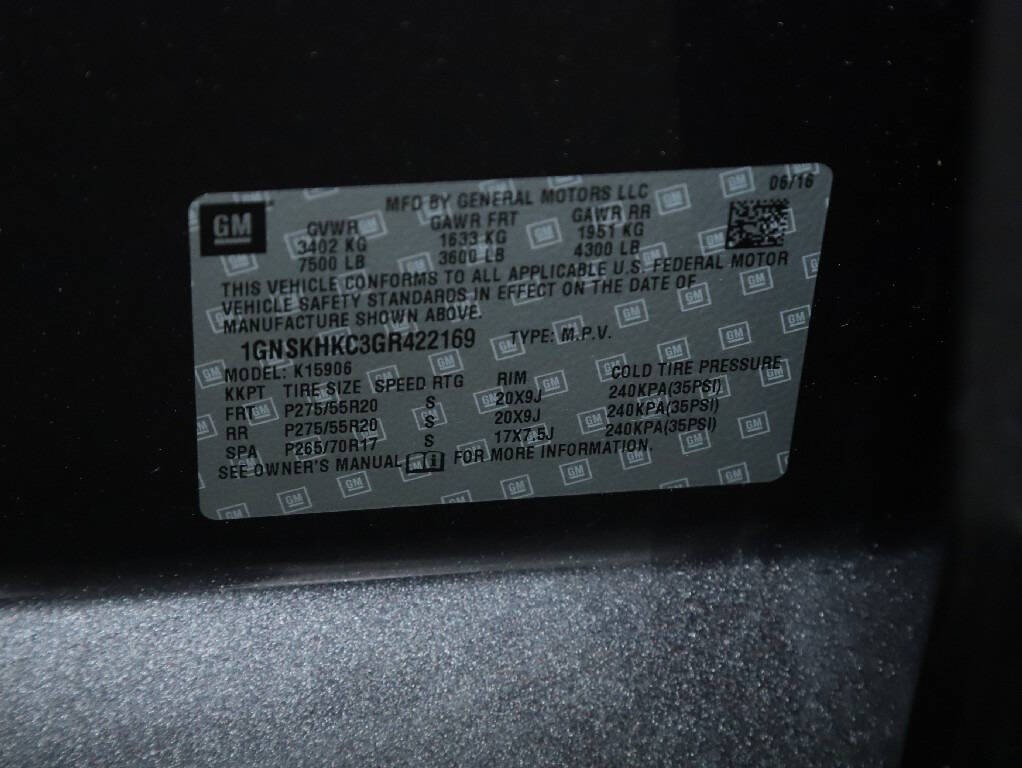 MFD BY GENERAL MOTORS LLC 06/16
GM
GVWR GAWR FRT GAWR RR
3402 KG 1633 KG 1951 KG
7500 LB 3600 LB 4300 LB
THIS VEHICLE CONFORMS TO ALL APPLICABLE U.S. FEDERAL MOTOR
VEHICLE SAFETY STANDARDS IN EFFECT ON THE DATE OF
MANUFACTURE SHOWN ABOVE.
1GNSKHKC3GR422169 TYPE: M.P.V.
MODEL: K15906
KKPT TIRE SIZE SPEED RTG RIM COLD TIRE PRESSURE
FRT P275/55R20 S 20X9J 240KPA(35PSI)
RR P275/55R20 S 20X9J 240KPA(35PSI)
SPA P265/70R17 S 17X7.5J 240KPA(35PSI)
SEE OWNER'S MANUAL i FOR MORE INFORMATION.